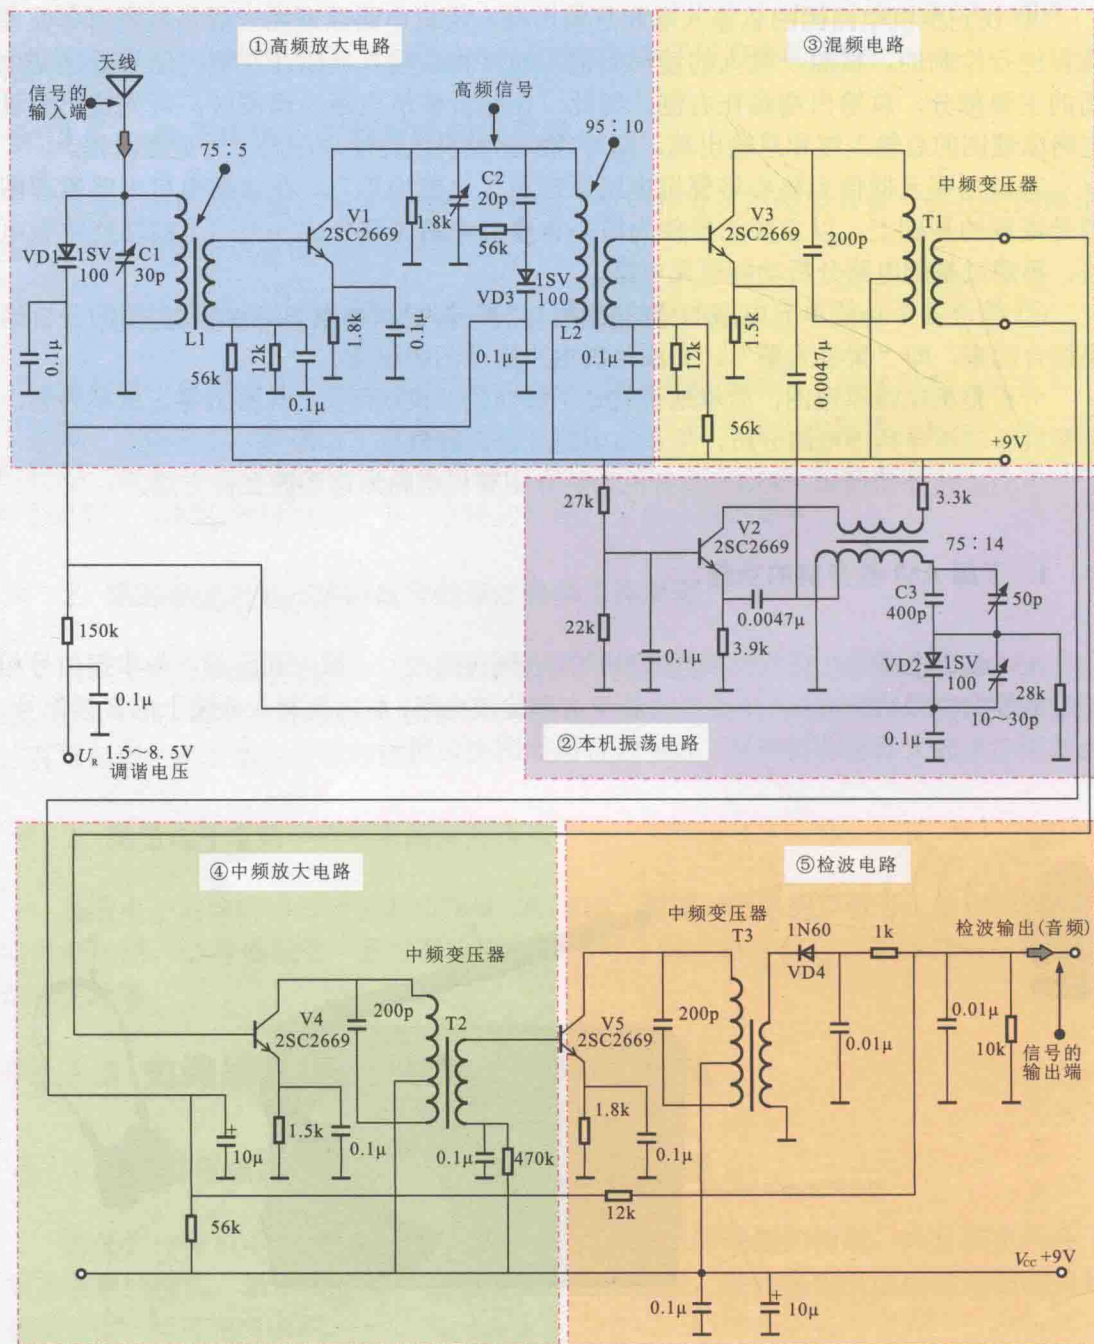 ①高频放大电路
天线
信号的
输入端
75∶5
VD1
1SV
100
C1
30p
0.1μ
L1
56k
12k
0.1μ
V1
2SC2669
1.8k
0.1μ
高频信号
1.8k
C2
20p
56k
1SV
100
VD3
0.1μ
95∶10
L2
0.1μ
③混频电路
V3
2SC2669
1.5k
12k
56k
200p
0.0047μ
中频变压器
T1
+9V
27k
22k
0.1μ
V2
2SC2669
0.0047μ
3.9k
3.3k
75∶14
C3
400p
50p
VD2
1SV
100
28k
10～30p
0.1μ
②本机振荡电路
150k
0.1μ
UR 1.5～8.5V
调谐电压
④中频放大电路
中频变压器
V4
2SC2669
200p
T2
1.5k
0.1μ
10μ
0.1μ
470k
56k
⑤检波电路
中频变压器
T3
V5
2SC2669
200p
1.8k
0.1μ
1N60
VD4
1k
检波输出(音频)
0.01μ
0.01μ
10k
信号的
输出端
12k
VCC +9V
0.1μ
10μ